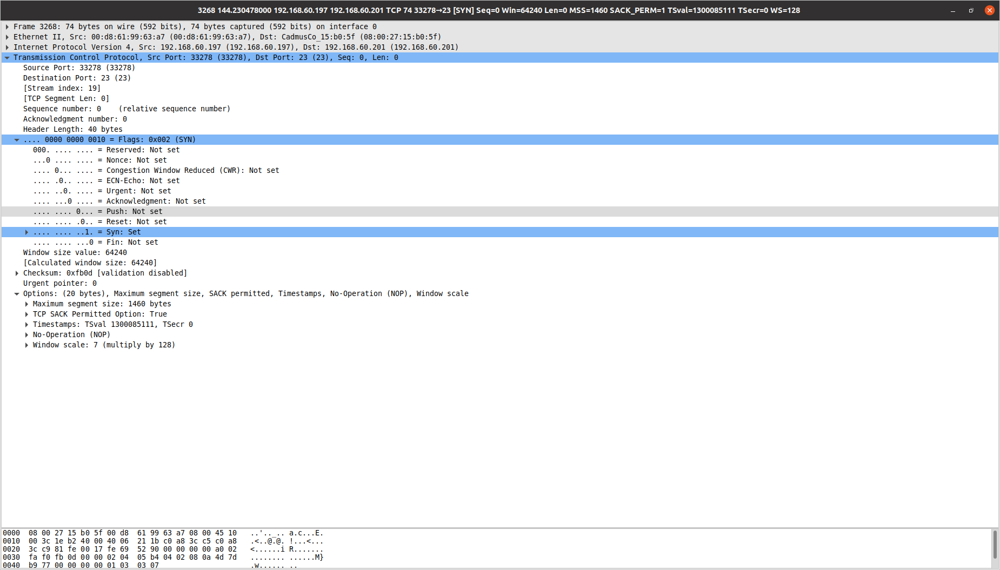 3268 144.230478000 192.168.60.197 192.168.60.201 TCP 74 33278→23 [SYN] Seq=0 Win=64240 Len=0 MSS=1460 SACK_PERM=1 TSval=1300085111 TSecr=0 WS=128
Frame 3268: 74 bytes on wire (592 bits), 74 bytes captured (592 bits) on interface 0
Ethernet II, Src: 00:d8:61:99:63:a7 (00:d8:61:99:63:a7), Dst: CadmusCo_15:b0:5f (08:00:27:15:b0:5f)
Internet Protocol Version 4, Src: 192.168.60.197 (192.168.60.197), Dst: 192.168.60.201 (192.168.60.201)
Transmission Control Protocol, Src Port: 33278 (33278), Dst Port: 23 (23), Seq: 0, Len: 0
Source Port: 33278 (33278)
Destination Port: 23 (23)
[Stream index: 19]
[TCP Segment Len: 0]
Sequence number: 0    (relative sequence number)
Acknowledgment number: 0
Header Length: 40 bytes
.... 0000 0000 0010 = Flags: 0x002 (SYN)
000. .... .... = Reserved: Not set
...0 .... .... = Nonce: Not set
.... 0... .... = Congestion Window Reduced (CWR): Not set
.... .0.. .... = ECN-Echo: Not set
.... ..0. .... = Urgent: Not set
.... ...0 .... = Acknowledgment: Not set
.... .... 0... = Push: Not set
.... .... .0.. = Reset: Not set
.... .... ..1. = Syn: Set
.... .... ...0 = Fin: Not set
Window size value: 64240
[Calculated window size: 64240]
Checksum: 0xfb0d [validation disabled]
Urgent pointer: 0
Options: (20 bytes), Maximum segment size, SACK permitted, Timestamps, No-Operation (NOP), Window scale
Maximum segment size: 1460 bytes
TCP SACK Permitted Option: True
Timestamps: TSval 1300085111, TSecr 0
No-Operation (NOP)
Window scale: 7 (multiply by 128)
0000  08 00 27 15 b0 5f 00 d8  61 99 63 a7 08 00 45 10   ..'.._.. a.c...E.
0010  00 3c 1e b2 40 00 40 06  21 1b c0 a8 3c c5 c0 a8   .<..@.@. !...<...
0020  3c c9 81 fe 00 17 fe 69  52 90 00 00 00 00 a0 02   <......i R.......
0030  fa f0 fb 0d 00 00 02 04  05 b4 04 02 08 0a 4d 7d   ........ ......M}
0040  b9 77 00 00 00 00 01 03  03 07                     .w...... ..